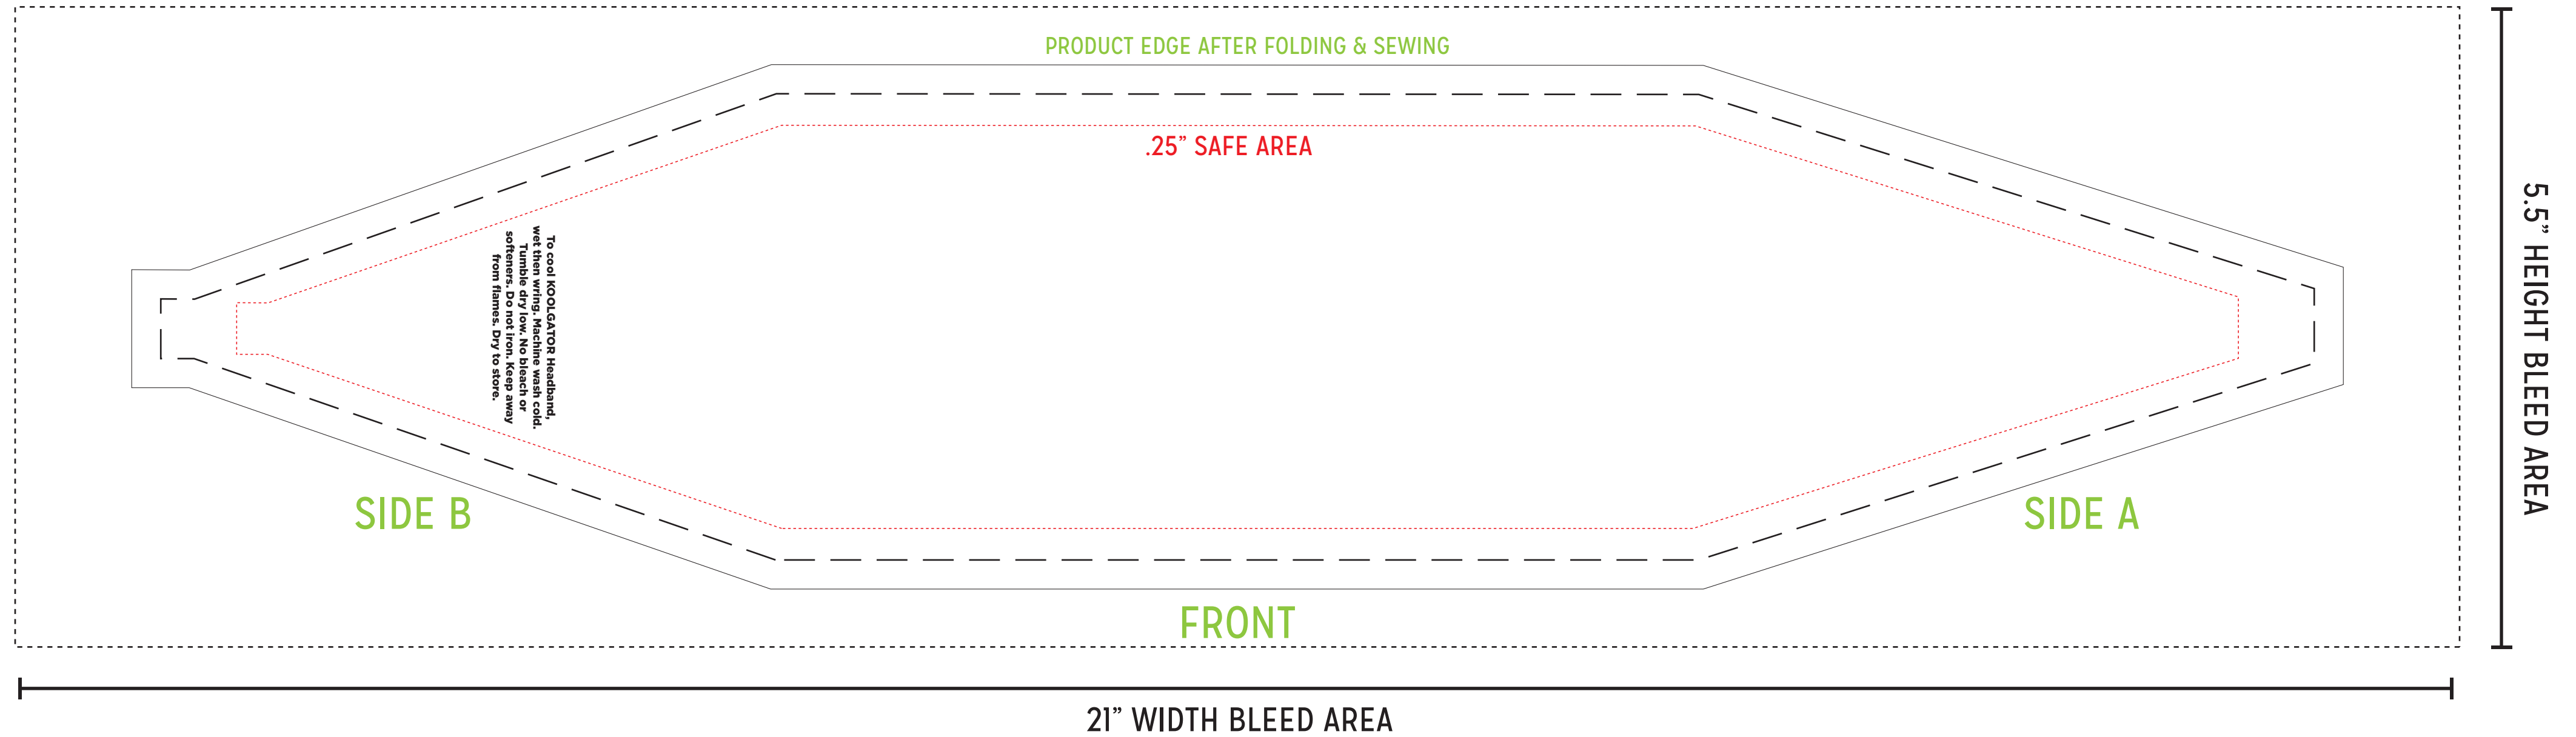 PRODUCT EDGE AFTER FOLDING & SEWING
.25” SAFE AREA
To cool KOOLGATOR Headband,
wet then wring. Machine wash cold.
Tumble dry low. No bleach or
softeners. Do not iron. Keep away
from flames. Dry to store.
SIDE B
SIDE A
FRONT
5.5” HEIGHT BLEED AREA
21” WIDTH BLEED AREA